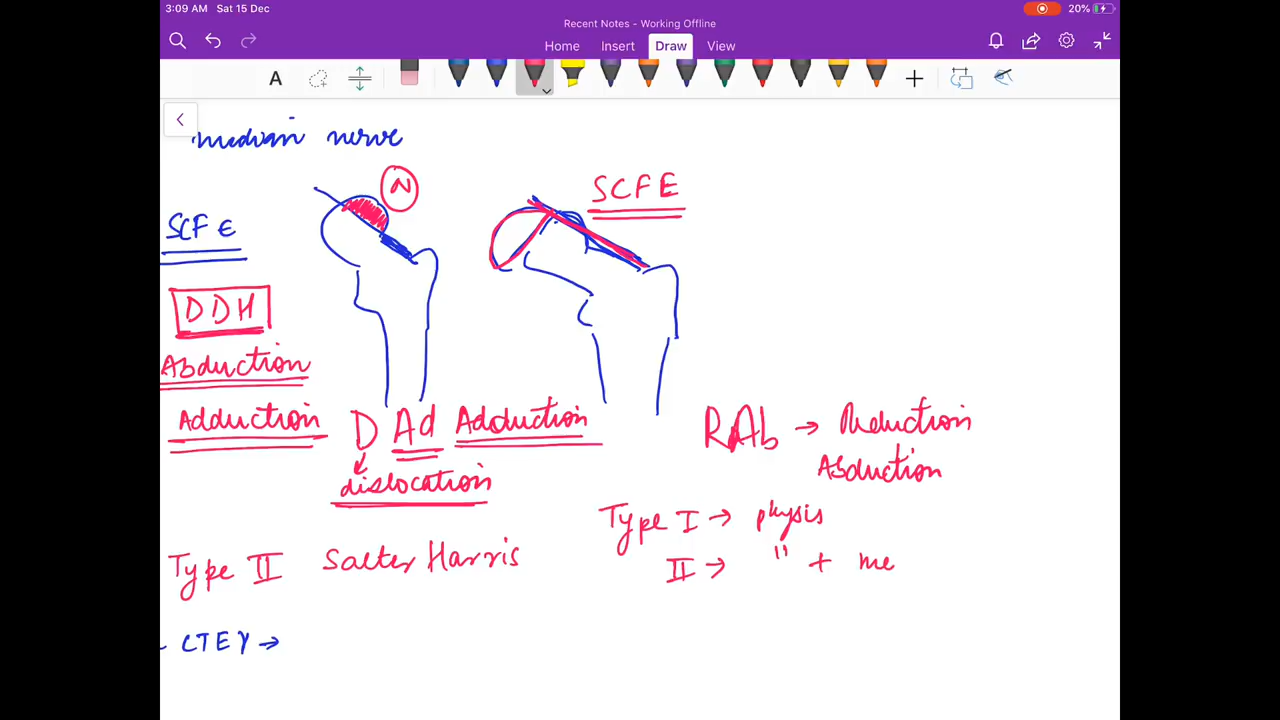 3:09 AM Sat 15 Dec
20%
Recent Notes - Working Offline
Home Insert Draw View
A
median nerve
N
SCFE
SCFE
DDH
Abduction
Adduction D Ad Adduction
dislocation
RAb → Reduction
Abduction
Type I → physis
II → " + me
Type II Salter Harris
- CTEV →